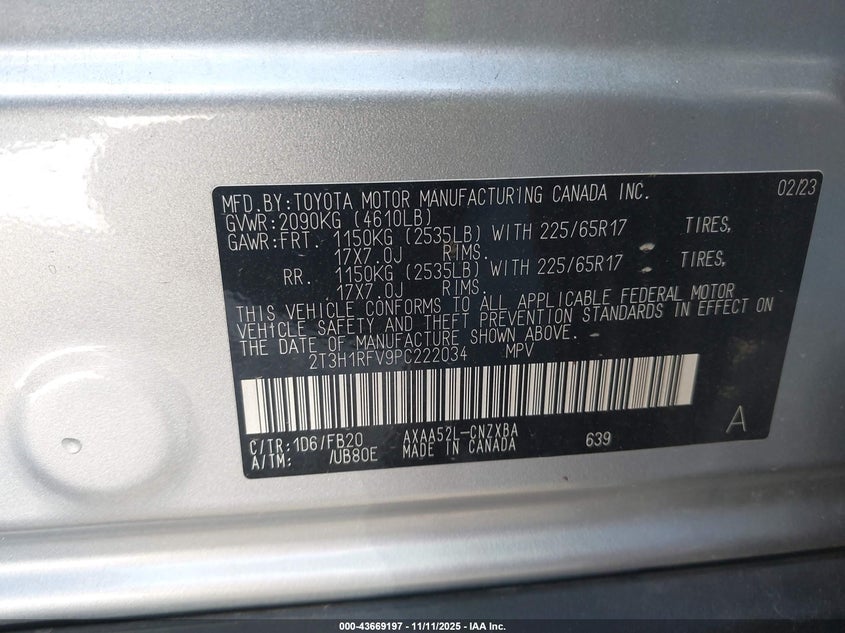 MFD.BY:TOYOTA MOTOR MANUFACTURING CANADA INC. 02/23
GVWR:2090KG (4610LB)
GAWR:FRT. 1150KG (2535LB) WITH 225/65R17 TIRES,
17X7.0J RIMS.
RR. 1150KG (2535LB) WITH 225/65R17 TIRES,
17X7.0J RIMS.
THIS VEHICLE CONFORMS TO ALL APPLICABLE FEDERAL MOTOR
VEHICLE SAFETY AND THEFT PREVENTION STANDARDS IN EFFECT ON
THE DATE OF MANUFACTURE SHOWN ABOVE.
2T3H1RFV9PC222034 MPV
A
C/TR:1D6/FB20 AXAA52L-CNZXBA 639
A/TM: /UB80E MADE IN CANADA
000-43669197 - 11/11/2025 - IAA Inc.